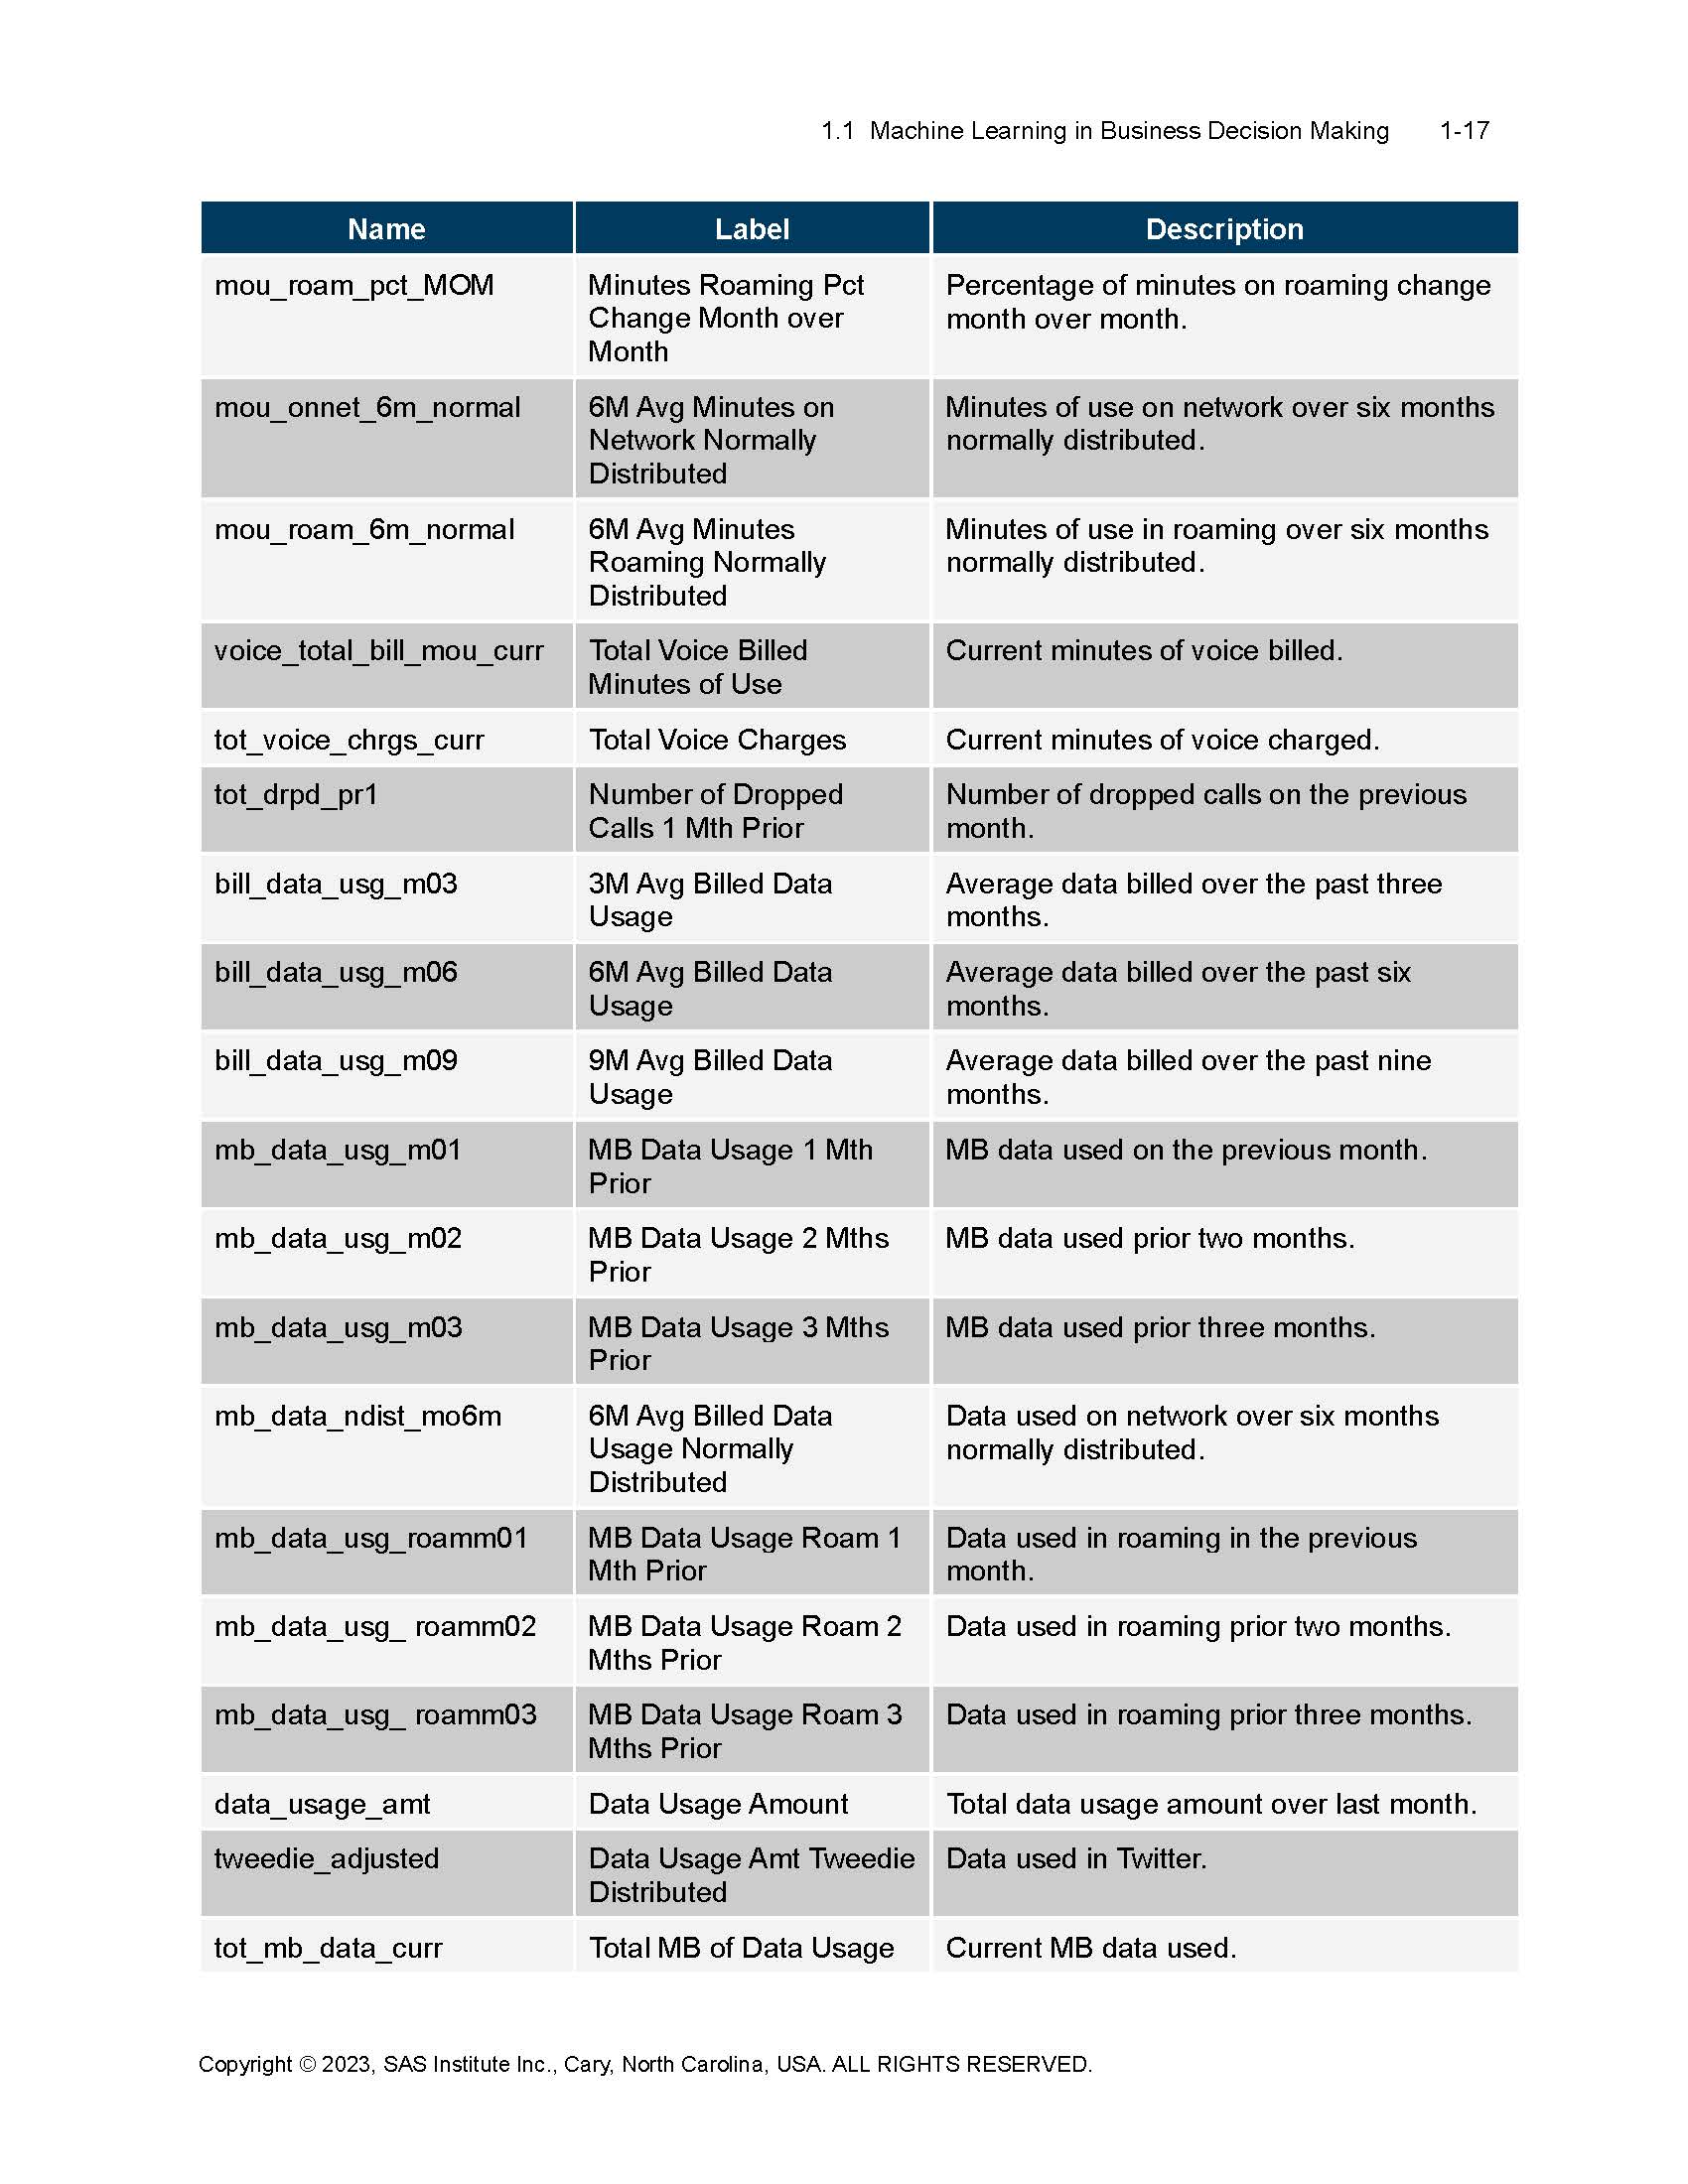 1.1 Machine Learning in Business Decision Making 1-17
Name Label Description
mou_roam_pct_MOM Minutes Roaming Pct Percentage of minutes on roaming change
Change Month over month over month.
Month
mou_onnet_6m_normal 6M Avg Minutes on Minutes of use on network over six months
Network Normally normally distributed.
Distributed
mou_roam_6m_normal 6M Avg Minutes Minutes of use in roaming over six months
Roaming Normally normally distributed.
Distributed
voice_total_bill_mou_curr Total Voice Billed Current minutes of voice billed.
Minutes of Use
tot_voice_chrgs_curr Total Voice Charges Current minutes of voice charged.
tot_drpd_pr1 Number of Dropped Number of dropped calls on the previous
Calls 1 Mth Prior month.
bill_data_usg_m03 3M Avg Billed Data Average data billed over the past three
Usage months.
bill_data_usg_m06 6M Avg Billed Data Average data billed over the past six
Usage months.
bill_data_usg_m09 9M Avg Billed Data Average data billed over the past nine
Usage months.
mb_data_usg_m01 MB Data Usage 1 Mth MB data used on the previous month.
Prior
mb_data_usg_m02 MB Data Usage 2 Mths MB data used prior two months.
Prior
mb_data_usg_m03 MB Data Usage 3 Mths MB data used prior three months.
Prior
mb_data_ndist_mo6m 6M Avg Billed Data Data used on network over six months
Usage Normally normally distributed.
Distributed
mb_data_usg_roamm01 MB Data Usage Roam 1 Data used in roaming in the previous
Mth Prior month.
mb_data_usg_ roamm02 MB Data Usage Roam 2 Data used in roaming prior two months.
Mths Prior
mb_data_usg_ roamm03 MB Data Usage Roam 3 Data used in roaming prior three months.
Mths Prior
data_usage_amt Data Usage Amount Total data usage amount over last month.
tweedie_adjusted Data Usage Amt Tweedie Data used in Twitter.
Distributed
tot_mb_data_curr Total MB of Data Usage Current MB data used.
Copyright © 2023, SAS Institute Inc., Cary, North Carolina, USA. ALL RIGHTS RESERVED.